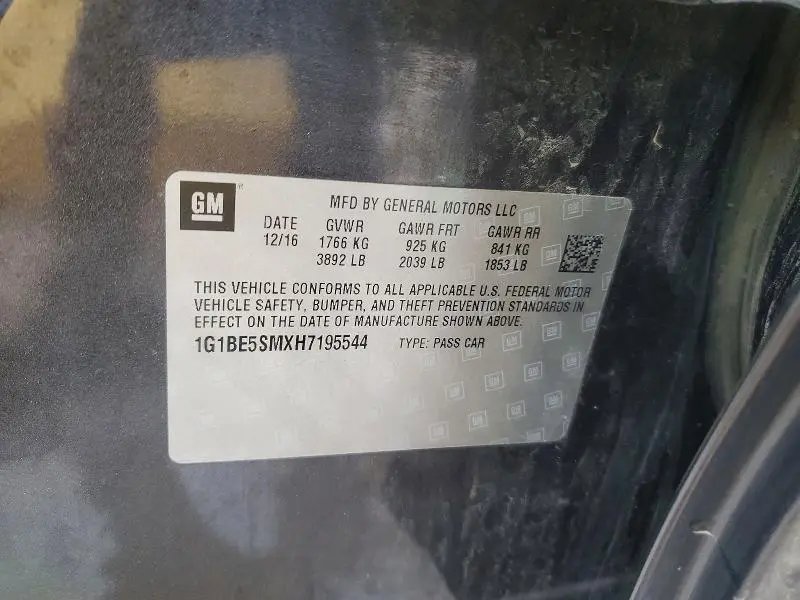 GM
MFD BY GENERAL MOTORS LLC
DATE GVWR GAWR FRT GAWR RR
12/16 1766 KG 925 KG 841 KG
3892 LB 2039 LB 1853 LB
THIS VEHICLE CONFORMS TO ALL APPLICABLE U.S. FEDERAL MOTOR
VEHICLE SAFETY, BUMPER, AND THEFT PREVENTION STANDARDS IN
EFFECT ON THE DATE OF MANUFACTURE SHOWN ABOVE.
1G1BE5SMXH7195544 TYPE: PASS CAR